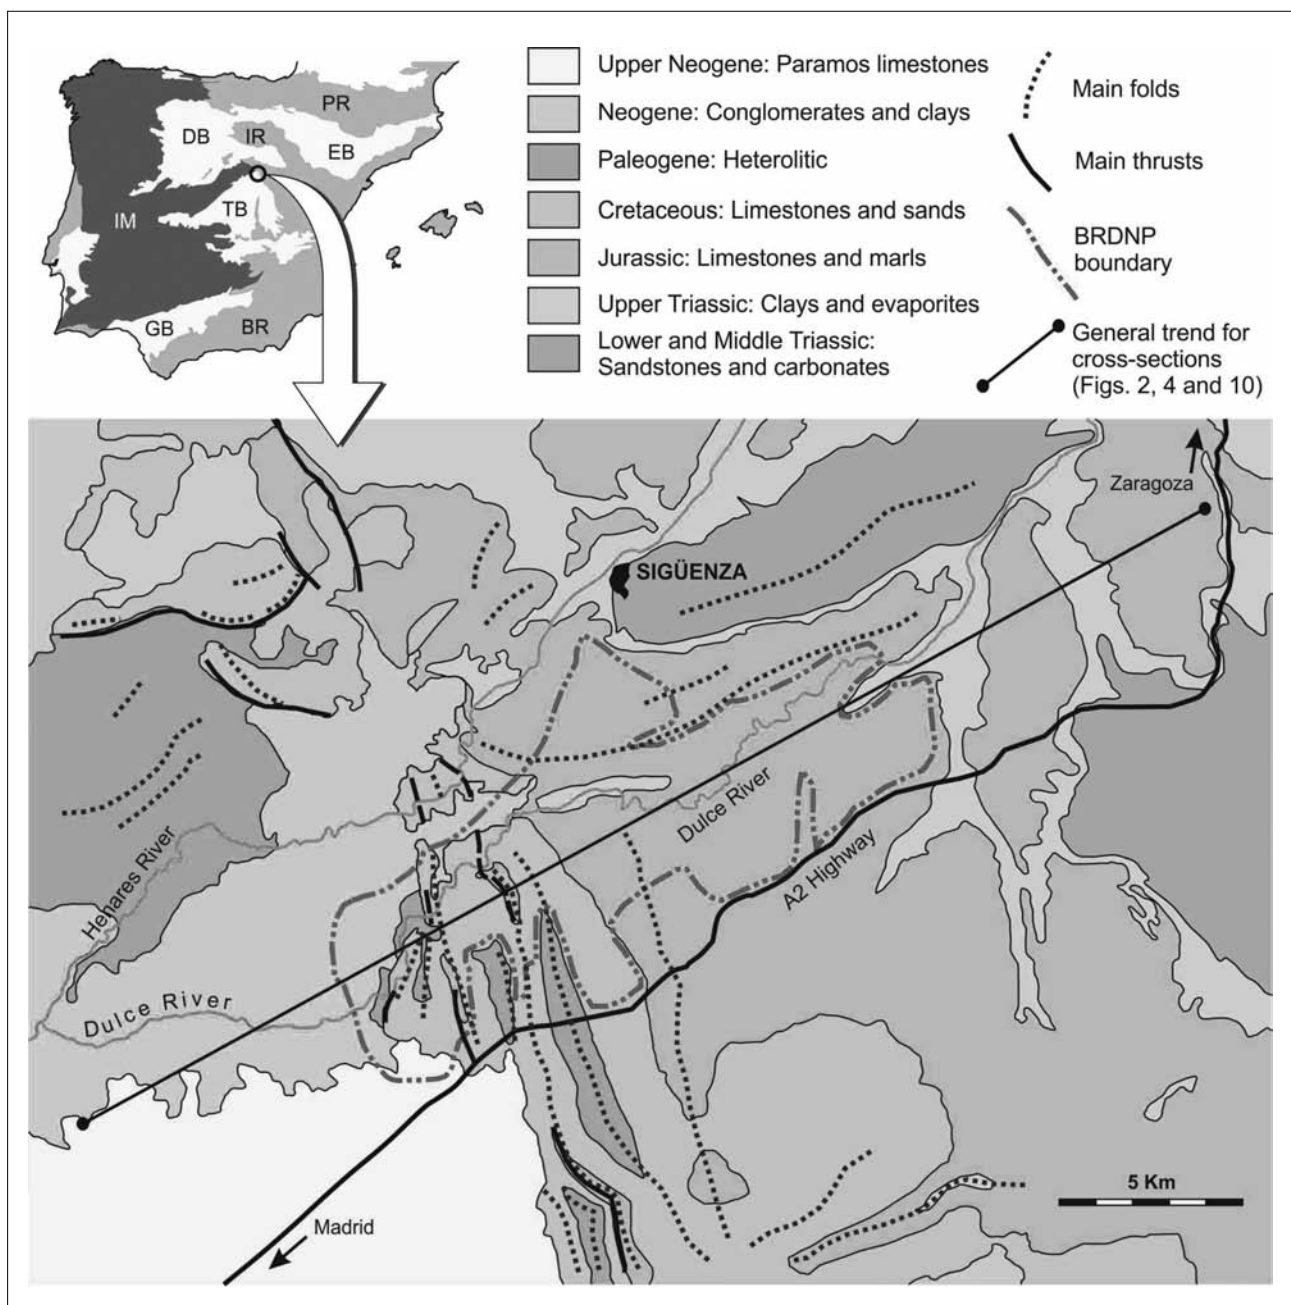 PR
DB
IR
EB
IM
TB
GB
BR
Upper Neogene: Paramos limestones
Neogene: Conglomerates and clays
Paleogene: Heterolitic
Cretaceous: Limestones and sands
Jurassic: Limestones and marls
Upper Triassic: Clays and evaporites
Lower and Middle Triassic:
Sandstones and carbonates
Main folds
Main thrusts
BRDNP
boundary
General trend for
cross-sections
(Figs. 2, 4 and 10)
Zaragoza
SIGÜENZA
Dulce River
A2 Highway
Henares River
Dulce River
5 Km
Madrid